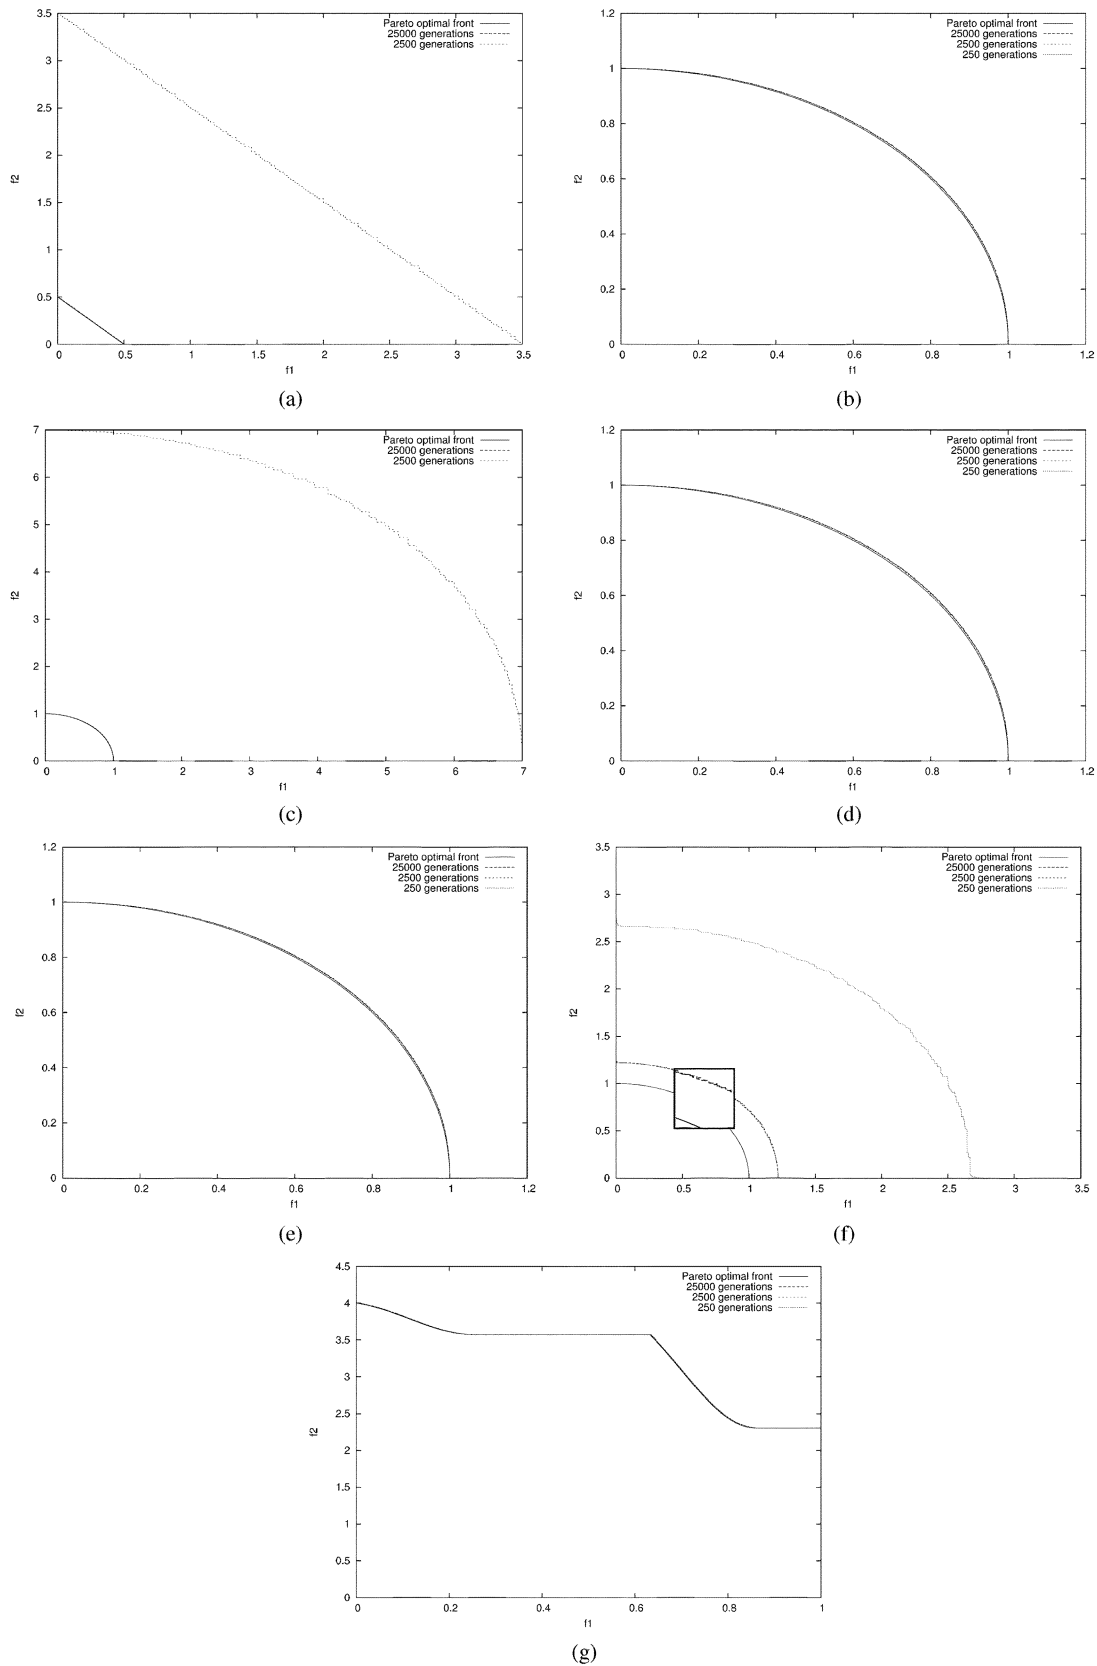 Pareto optimal front
25000 generations
2500 generations
3.5
3
2.5
2
1.5
1
0.5
0
f2
0 0.5 1 1.5 2 2.5 3 3.5
f1
(a)
Pareto optimal front
25000 generations
2500 generations
250 generations
1.2
1
0.8
0.6
0.4
0.2
0
f2
0 0.2 0.4 0.6 0.8 1 1.2
f1
(b)
Pareto optimal front
25000 generations
2500 generations
7
6
5
4
3
2
1
0
f2
0 1 2 3 4 5 6 7
f1
(c)
Pareto optimal front
25000 generations
2500 generations
250 generations
1.2
1
0.8
0.6
0.4
0.2
0
f2
0 0.2 0.4 0.6 0.8 1 1.2
f1
(d)
Pareto optimal front
25000 generations
2500 generations
250 generations
1.2
1
0.8
0.6
0.4
0.2
0
f2
0 0.2 0.4 0.6 0.8 1 1.2
f1
(e)
Pareto optimal front
25000 generations
2500 generations
250 generations
3.5
3
2.5
2
1.5
1
0.5
0
f2
0 0.5 1 1.5 2 2.5 3 3.5
f1
(f)
Pareto optimal front
25000 generations
2500 generations
250 generations
4.5
4
3.5
3
2.5
2
1.5
1
0.5
0
f2
0 0.2 0.4 0.6 0.8 1
f1
(g)